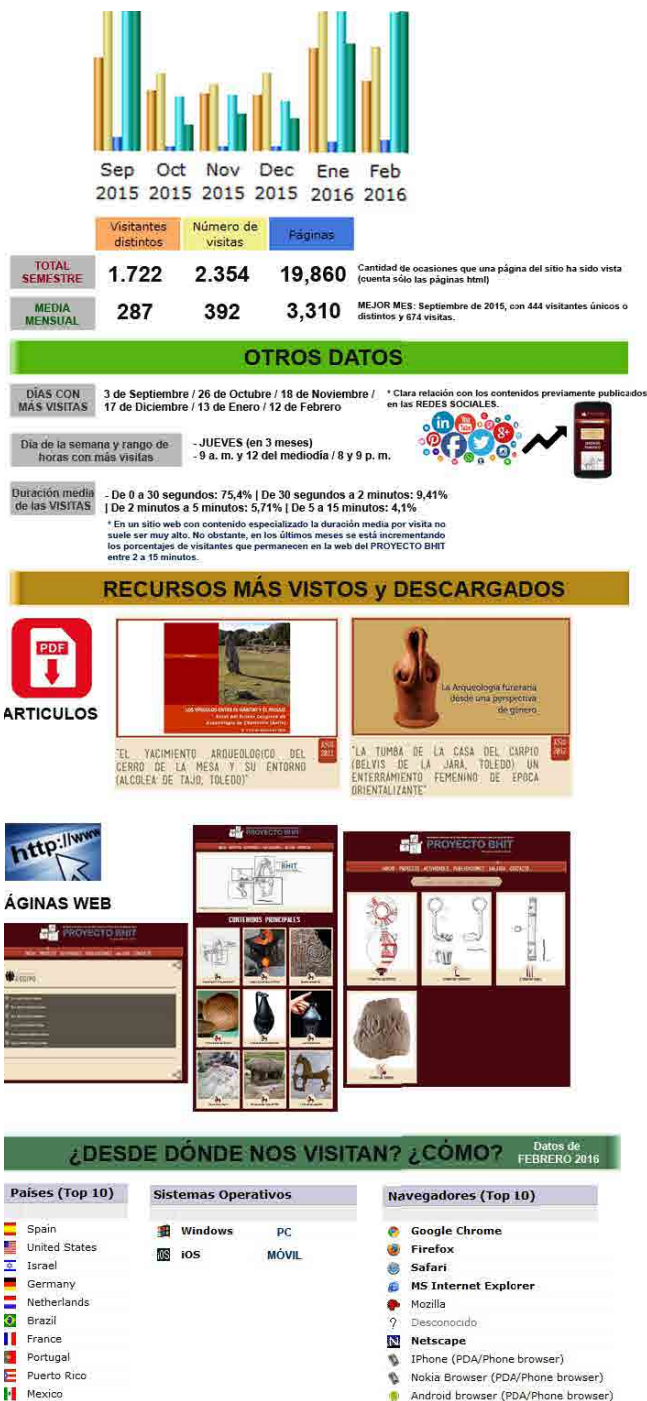 Sep Oct Nov Dec Ene Feb
2015 2015 2015 2015 2016 2016
Visitantes distintos
Número de visitas
Páginas
TOTAL SEMESTRE
1.722 2.354 19,860
Cantidad de ocasiones que una página del sitio ha sido vista
(cuenta sólo las páginas html)
MEDIA MENSUAL
287 392 3,310
MEJOR MES: Septiembre de 2015, con 444 visitantes únicos o
distintos y 674 visitas.
OTROS DATOS
DÍAS CON MÁS VISITAS
3 de Septiembre / 26 de Octubre / 18 de Noviembre /
17 de Diciembre / 13 de Enero / 12 de Febrero
* Clara relación con los contenidos previamente publicados
en las REDES SOCIALES.
Día de la semana y rango de
horas con más visitas
- JUEVES (en 3 meses)
- 9 a. m. y 12 del mediodía / 8 y 9 p. m.
Duración media
de las VISITAS
- De 0 a 30 segundos: 75,4% | De 30 segundos a 2 minutos: 9,41%
| De 2 minutos a 5 minutos: 5,71% | De 5 a 15 minutos: 4,1%
* En un sitio web con contenido especializado la duración media por visita no
suele ser muy alto. No obstante, en los últimos meses se está incrementando
los porcentajes de visitantes que permanecen en la web del PROYECTO BHIT
entre 2 a 15 minutos.
RECURSOS MÁS VISTOS y DESCARGADOS
PDF
ARTICULOS
"EL YACIMIENTO ARQUEOLOGICO DEL
CERRO DE LA MESA Y SU ENTORNO
(ALCOLEA DE TAJO, TOLEDO)"
La Arqueología funeraria
desde una perspectiva
de género
"LA TUMBA DE LA CASA DEL CARPIO
(BELVIS DE LA JARA, TOLEDO) UN
ENTERRAMIENTO FEMENINO DE EPOCA
ORIENTALIZANTE"
http://www
ÁGINAS WEB
PROYECTO BHIT
PROYECTO BHIT
BHIT
CONTENIDOS PRINCIPALES
PROYECTO BHIT
¿DESDE DÓNDE NOS VISITAN? ¿CÓMO?
Datos de
FEBRERO 2016
Países (Top 10)
Spain
United States
Israel
Germany
Netherlands
Brazil
France
Portugal
Puerto Rico
Mexico
Sistemas Operativos
Windows PC
iOS MÓVIL
Navegadores (Top 10)
Google Chrome
Firefox
Safari
MS Internet Explorer
Mozilla
? Desconocido
Netscape
IPhone (PDA/Phone browser)
Nokia Browser (PDA/Phone browser)
Android browser (PDA/Phone browser)